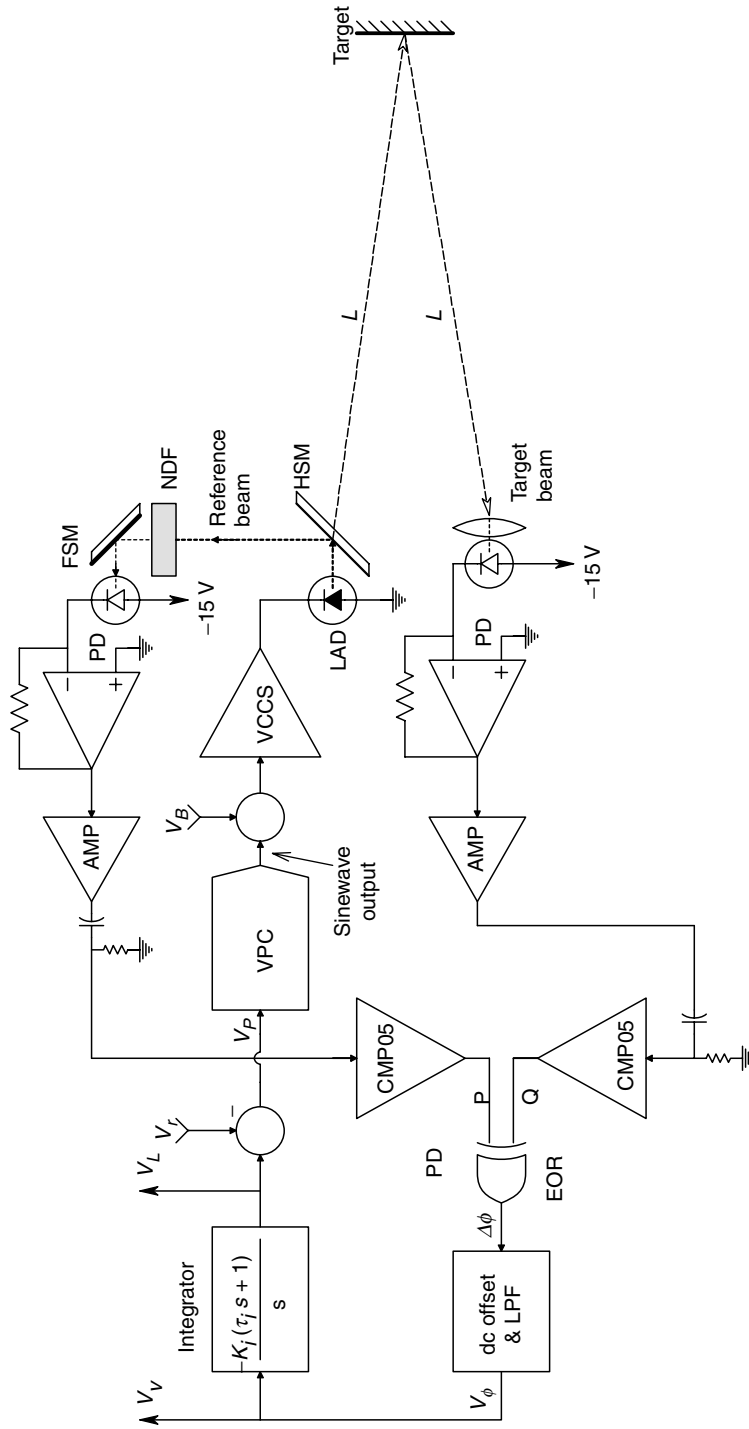 Target
L
L
FSM
NDF
Reference
beam
HSM
Target
beam
PD
−15 V
LAD
VCCS
PD
−15 V
−
+
−
+
AMP
AMP
V_B
Sinewave
output
VPC
V_P
CMP05
CMP05
P
Q
PD
EOR
V_r
−
V_L
Δϕ
Integrator
−K_i (τ_i s + 1)
s
dc offset
& LPF
V_V
V_ϕ